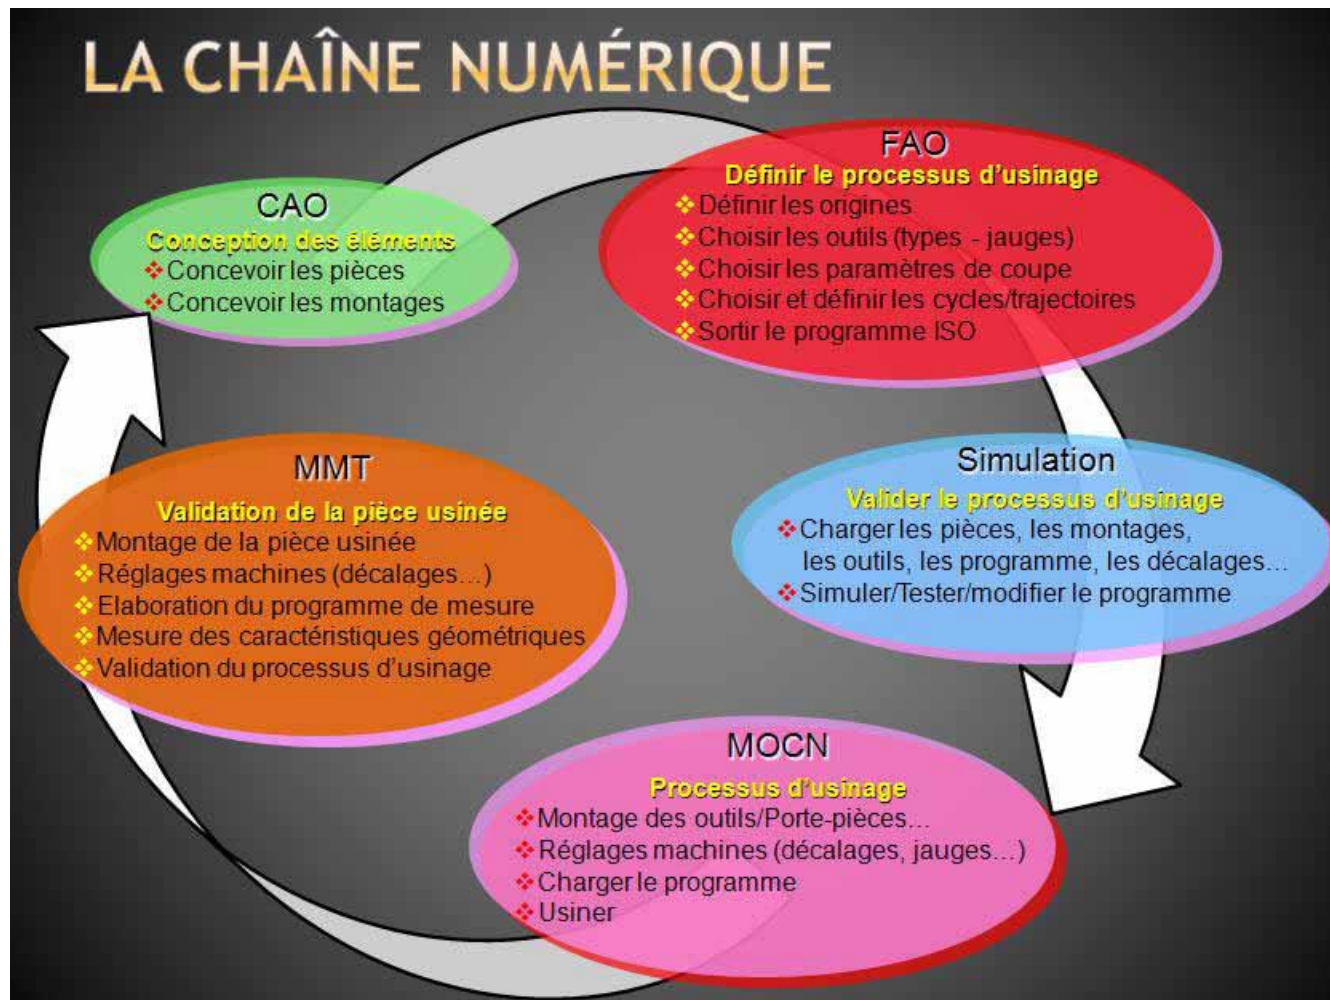 LA CHAÎNE NUMÉRIQUE
CAO
Conception des éléments
❖Concevoir les pièces
❖Concevoir les montages
FAO
Définir le processus d'usinage
❖Définir les origines
❖Choisir les outils (types - jauges)
❖Choisir les paramètres de coupe
❖Choisir et définir les cycles/trajectoires
❖Sortir le programme ISO
Simulation
Valider le processus d'usinage
❖Charger les pièces, les montages,
les outils, les programme, les décalages...
❖Simuler/Tester/modifier le programme
MOCN
Processus d'usinage
❖Montage des outils/Porte-pièces...
❖Réglages machines (décalages, jauges...)
❖Charger le programme
❖Usiner
MMT
Validation de la pièce usinée
❖Montage de la pièce usinée
❖Réglages machines (décalages...)
❖Elaboration du programme de mesure
❖Mesure des caractéristiques géométriques
❖Validation du processus d'usinage